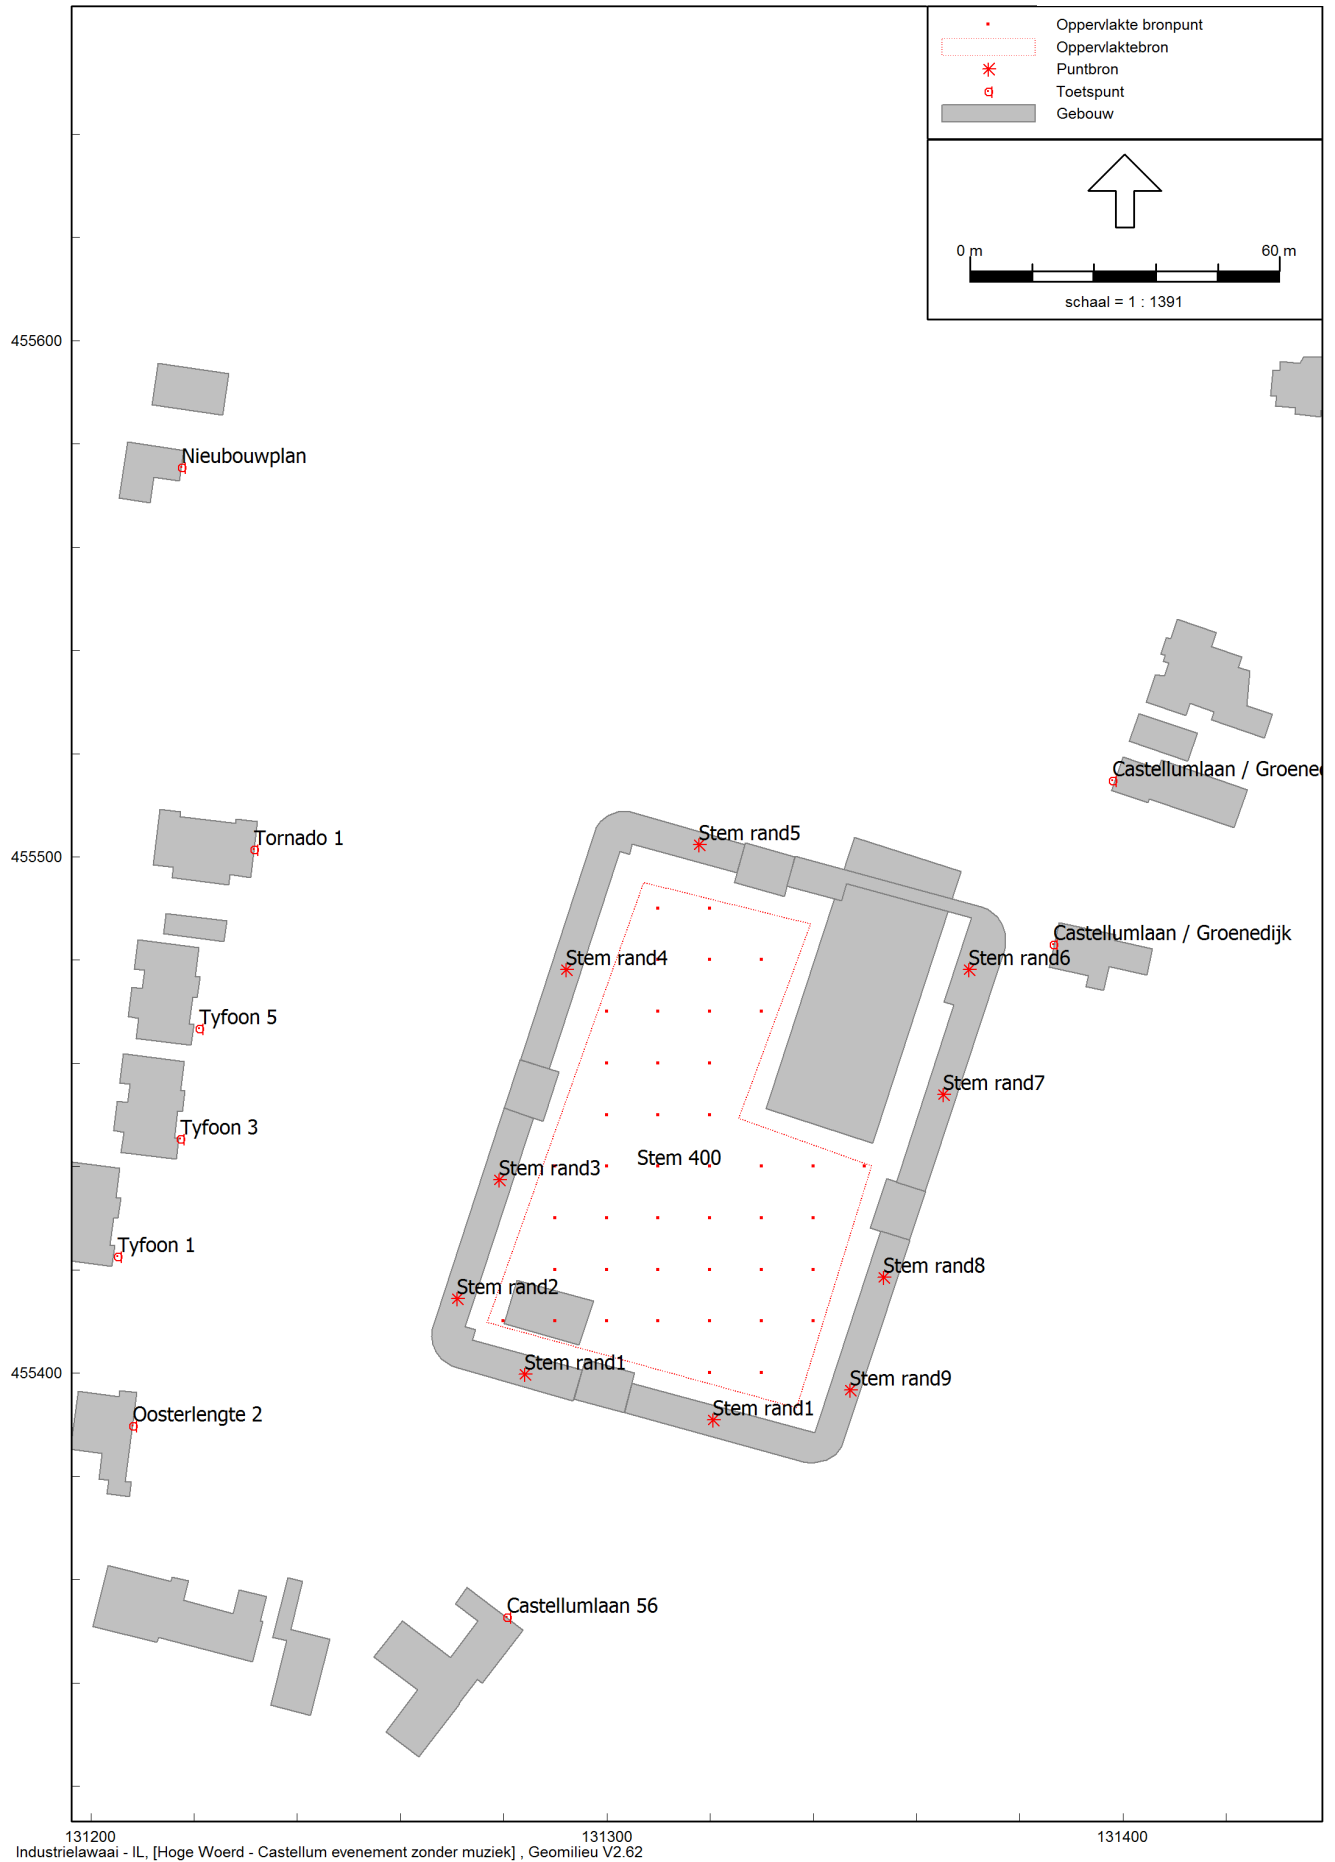 Oppervlakte bronpunt
Oppervlaktebron
Puntbron
Toetspunt
Gebouw
0 m 60 m
schaal = 1 : 1391
455600
Nieubouwplan
Castellumlaan / Groened
Stem rand5
Tornado 1
455500
Castellumlaan / Groenedijk
Stem rand4
Stem rand6
Tyfoon 5
Stem rand7
Tyfoon 3
Stem 400
Stem rand3
Tyfoon 1
Stem rand8
Stem rand2
Stem rand1
455400
Stem rand9
Stem rand1
Oosterlengte 2
Castellumlaan 56
131200 131300 131400
Industrielawaai - IL, [Hoge Woerd - Castellum evenement zonder muziek] , Geomilieu V2.62